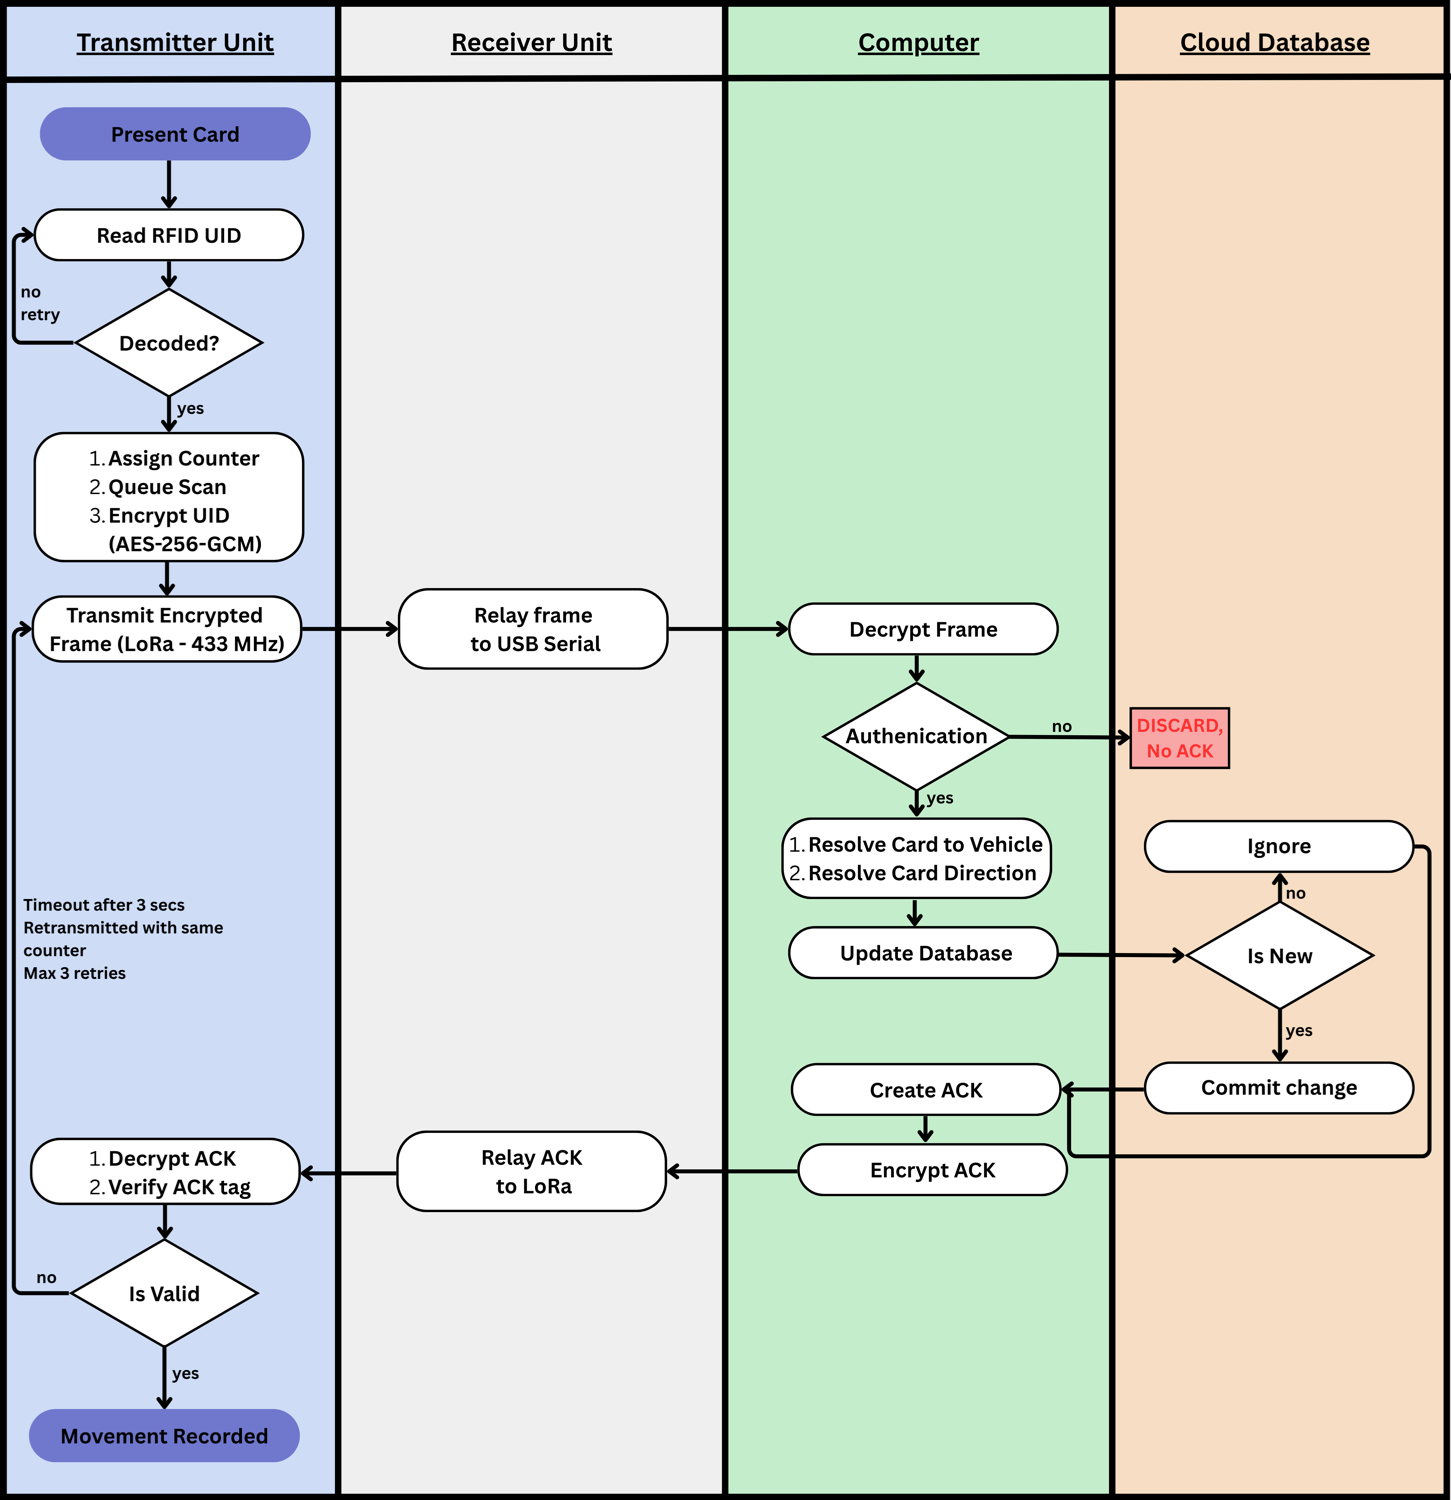 Transmitter Unit
Receiver Unit
Computer
Cloud Database
Present Card
Read RFID UID
no
retry
Decoded?
yes
1. Assign Counter
2. Queue Scan
3. Encrypt UID
(AES-256-GCM)
Transmit Encrypted
Frame (LoRa - 433 MHz)
Relay frame
to USB Serial
Decrypt Frame
Authenication
no
DISCARD,
No ACK
yes
1. Resolve Card to Vehicle
2. Resolve Card Direction
Ignore
no
Update Database
Is New
yes
Timeout after 3 secs
Retransmitted with same
counter
Max 3 retries
Create ACK
Commit change
Encrypt ACK
Relay ACK
to LoRa
1. Decrypt ACK
2. Verify ACK tag
no
Is Valid
yes
Movement Recorded